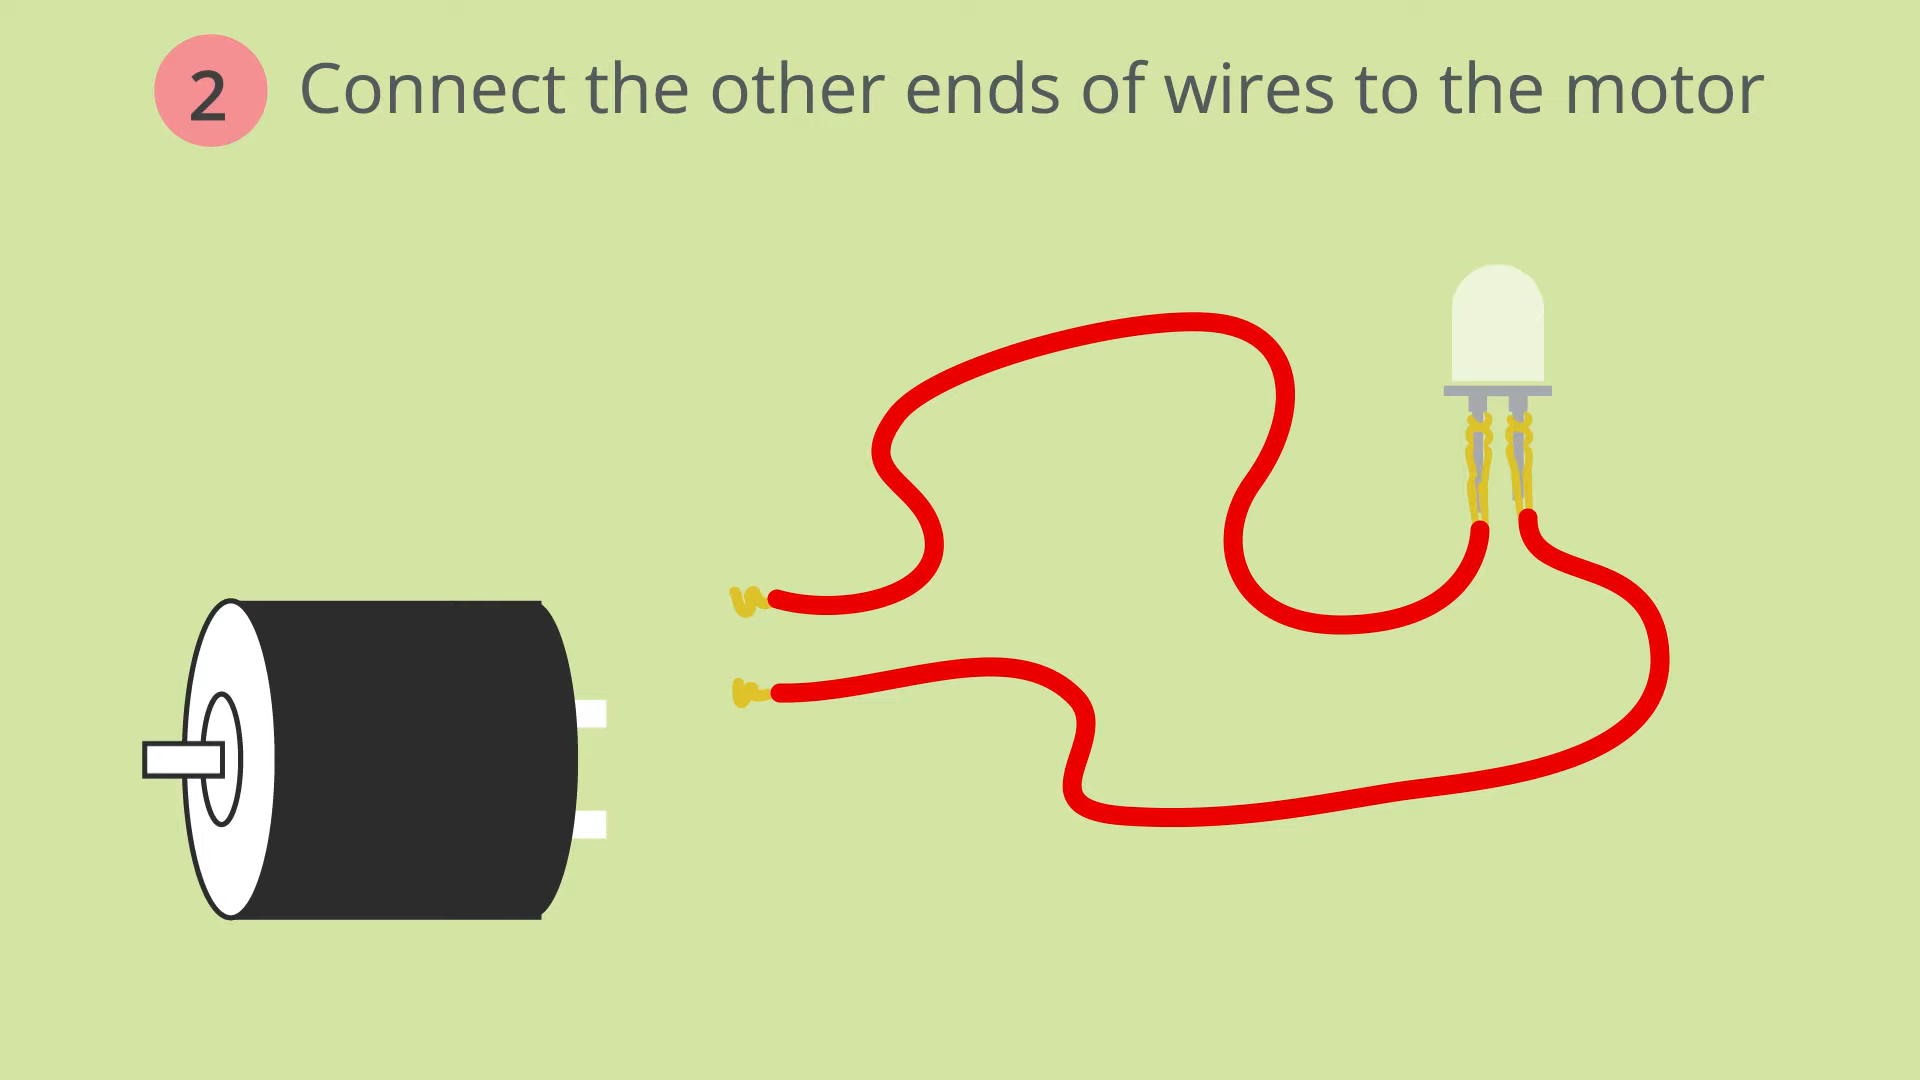 2 Connect the other ends of wires to the motor